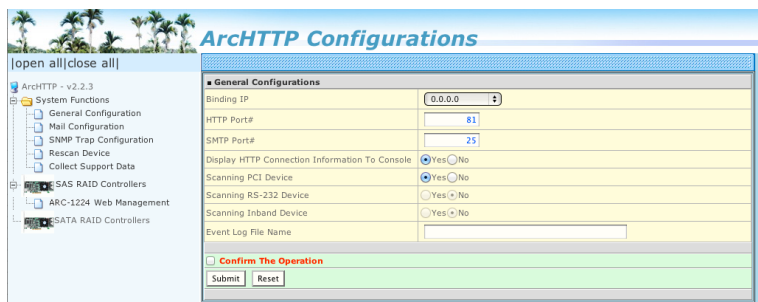 ArcHTTP Configurations
|open all|close all|
ArcHTTP - v2.2.3
System Functions
General Configuration
Mail Configuration
SNMP Trap Configuration
Rescan Device
Collect Support Data
SAS RAID Controllers
ARC-1224 Web Management
SATA RAID Controllers
General Configurations
Binding IP 0.0.0.0
HTTP Port# 81
SMTP Port# 25
Display HTTP Connection Information To Console Yes No
Scanning PCI Device Yes No
Scanning RS-232 Device Yes No
Scanning Inband Device Yes No
Event Log File Name
Confirm The Operation
Submit Reset